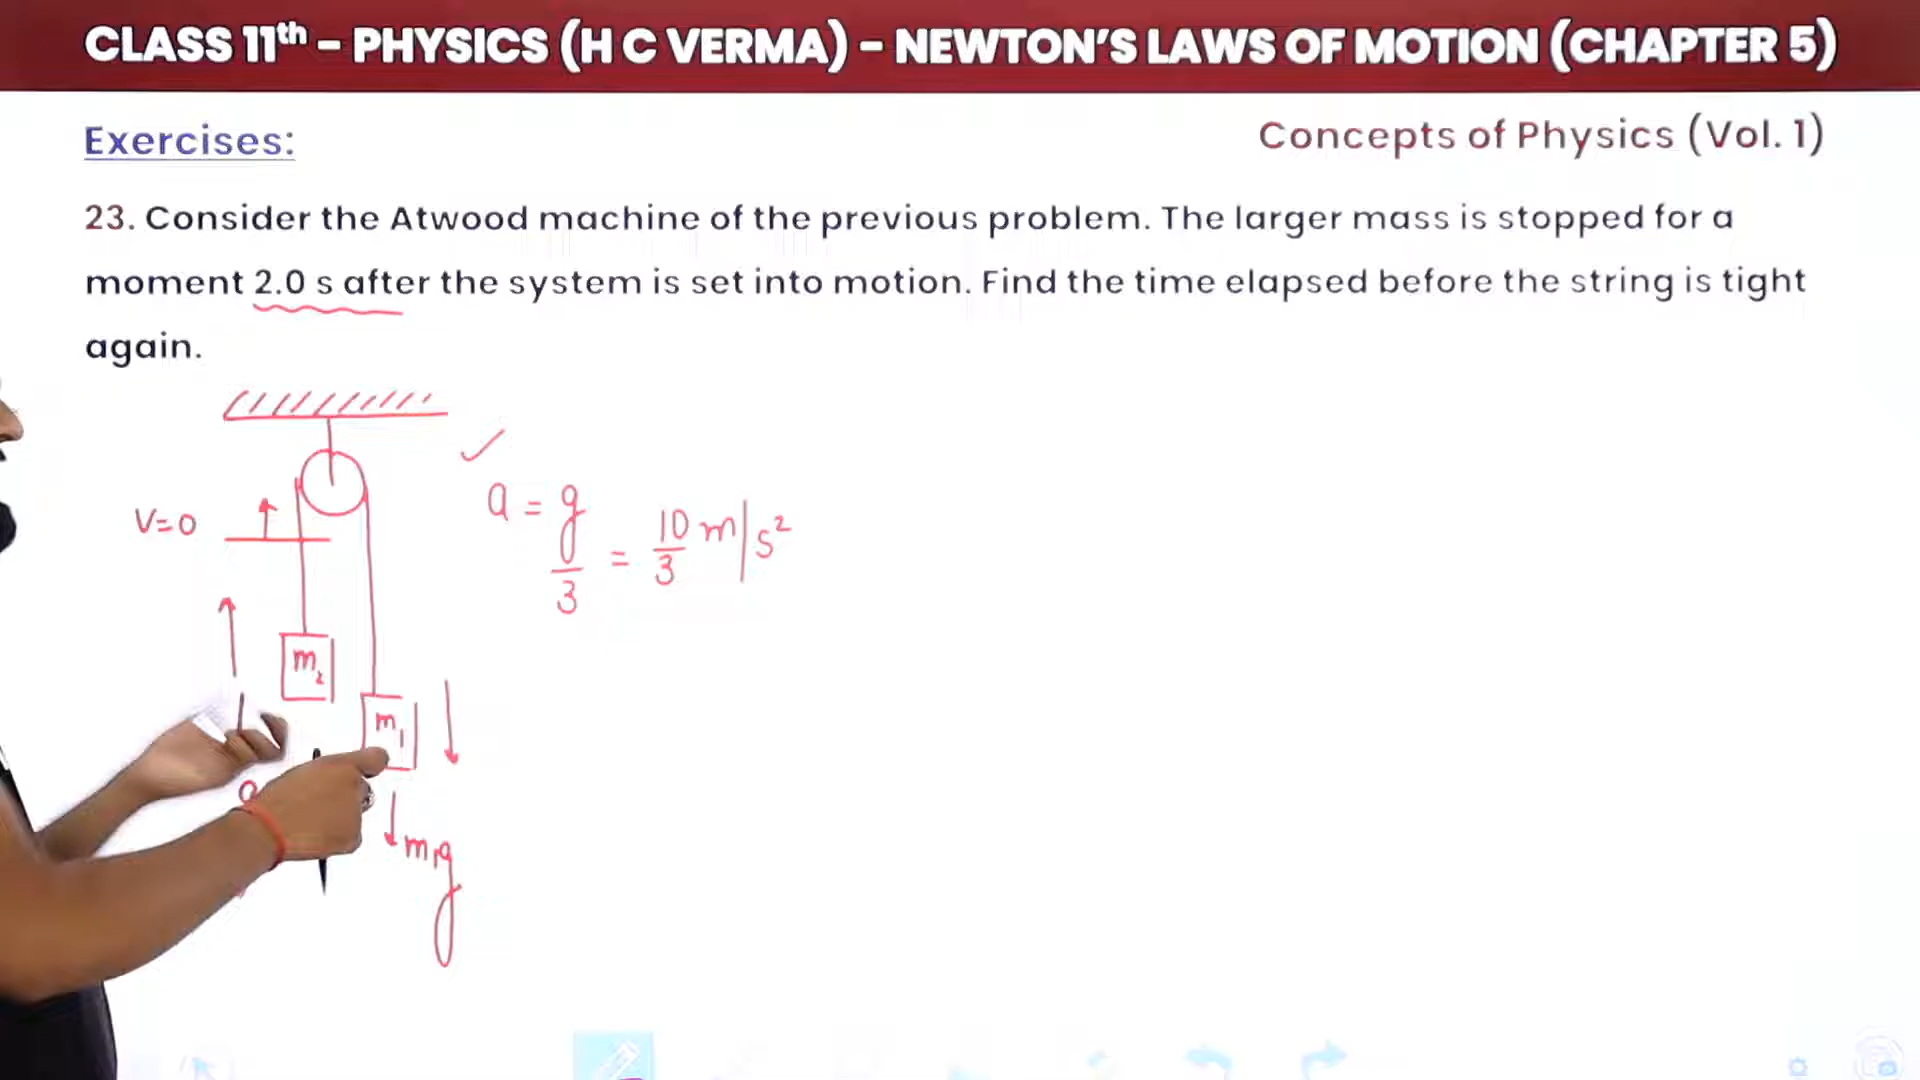 CLASS 11th – PHYSICS (H C VERMA) – NEWTON'S LAWS OF MOTION (CHAPTER 5)
Exercises:
Concepts of Physics (Vol. 1)
23. Consider the Atwood machine of the previous problem. The larger mass is stopped for a
moment 2.0 s after the system is set into motion. Find the time elapsed before the string is tight
again.
V=0
a = g/3 = 10/3 m/s²
m₂
m₁
m₁g